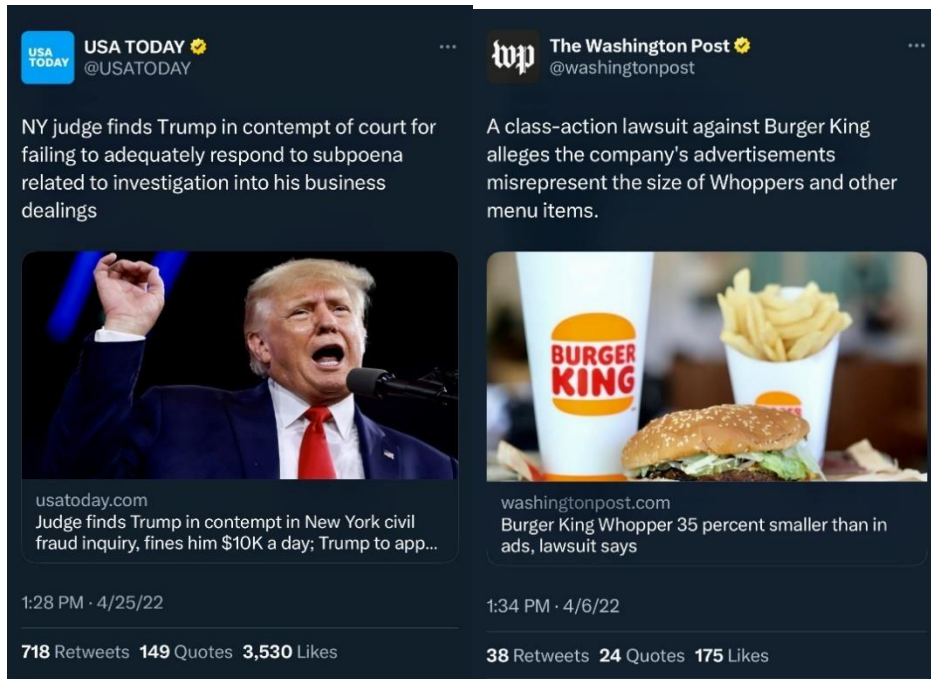 USA
TODAY
USA TODAY
@USATODAY
NY judge finds Trump in contempt of court for
failing to adequately respond to subpoena
related to investigation into his business
dealings
usatoday.com
Judge finds Trump in contempt in New York civil
fraud inquiry, fines him $10K a day; Trump to app...
1:28 PM · 4/25/22
718 Retweets 149 Quotes 3,530 Likes
wp
The Washington Post
@washingtonpost
A class-action lawsuit against Burger King
alleges the company's advertisements
misrepresent the size of Whoppers and other
menu items.
BURGER
KING
washingtonpost.com
Burger King Whopper 35 percent smaller than in
ads, lawsuit says
1:34 PM · 4/6/22
38 Retweets 24 Quotes 175 Likes